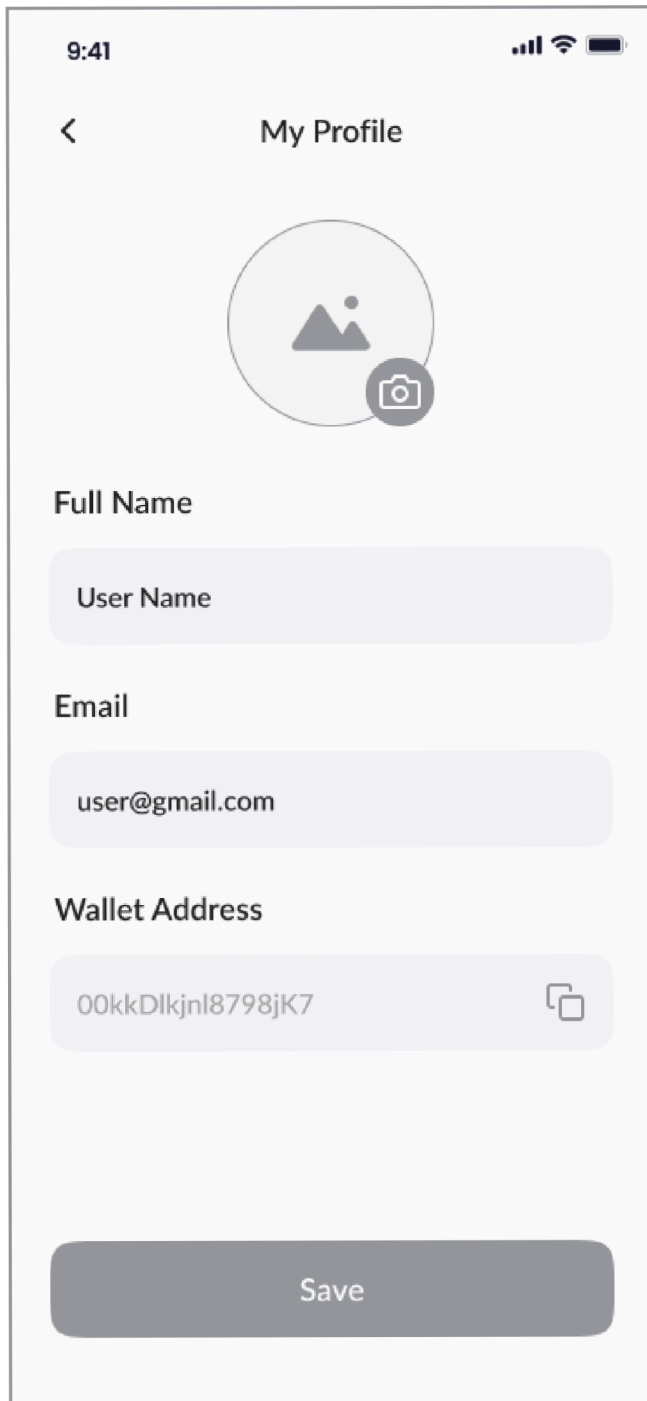 9:41
My Profile
Full Name
User Name
Email
user@gmail.com
Wallet Address
00kkDlkjnl8798jK7
Save